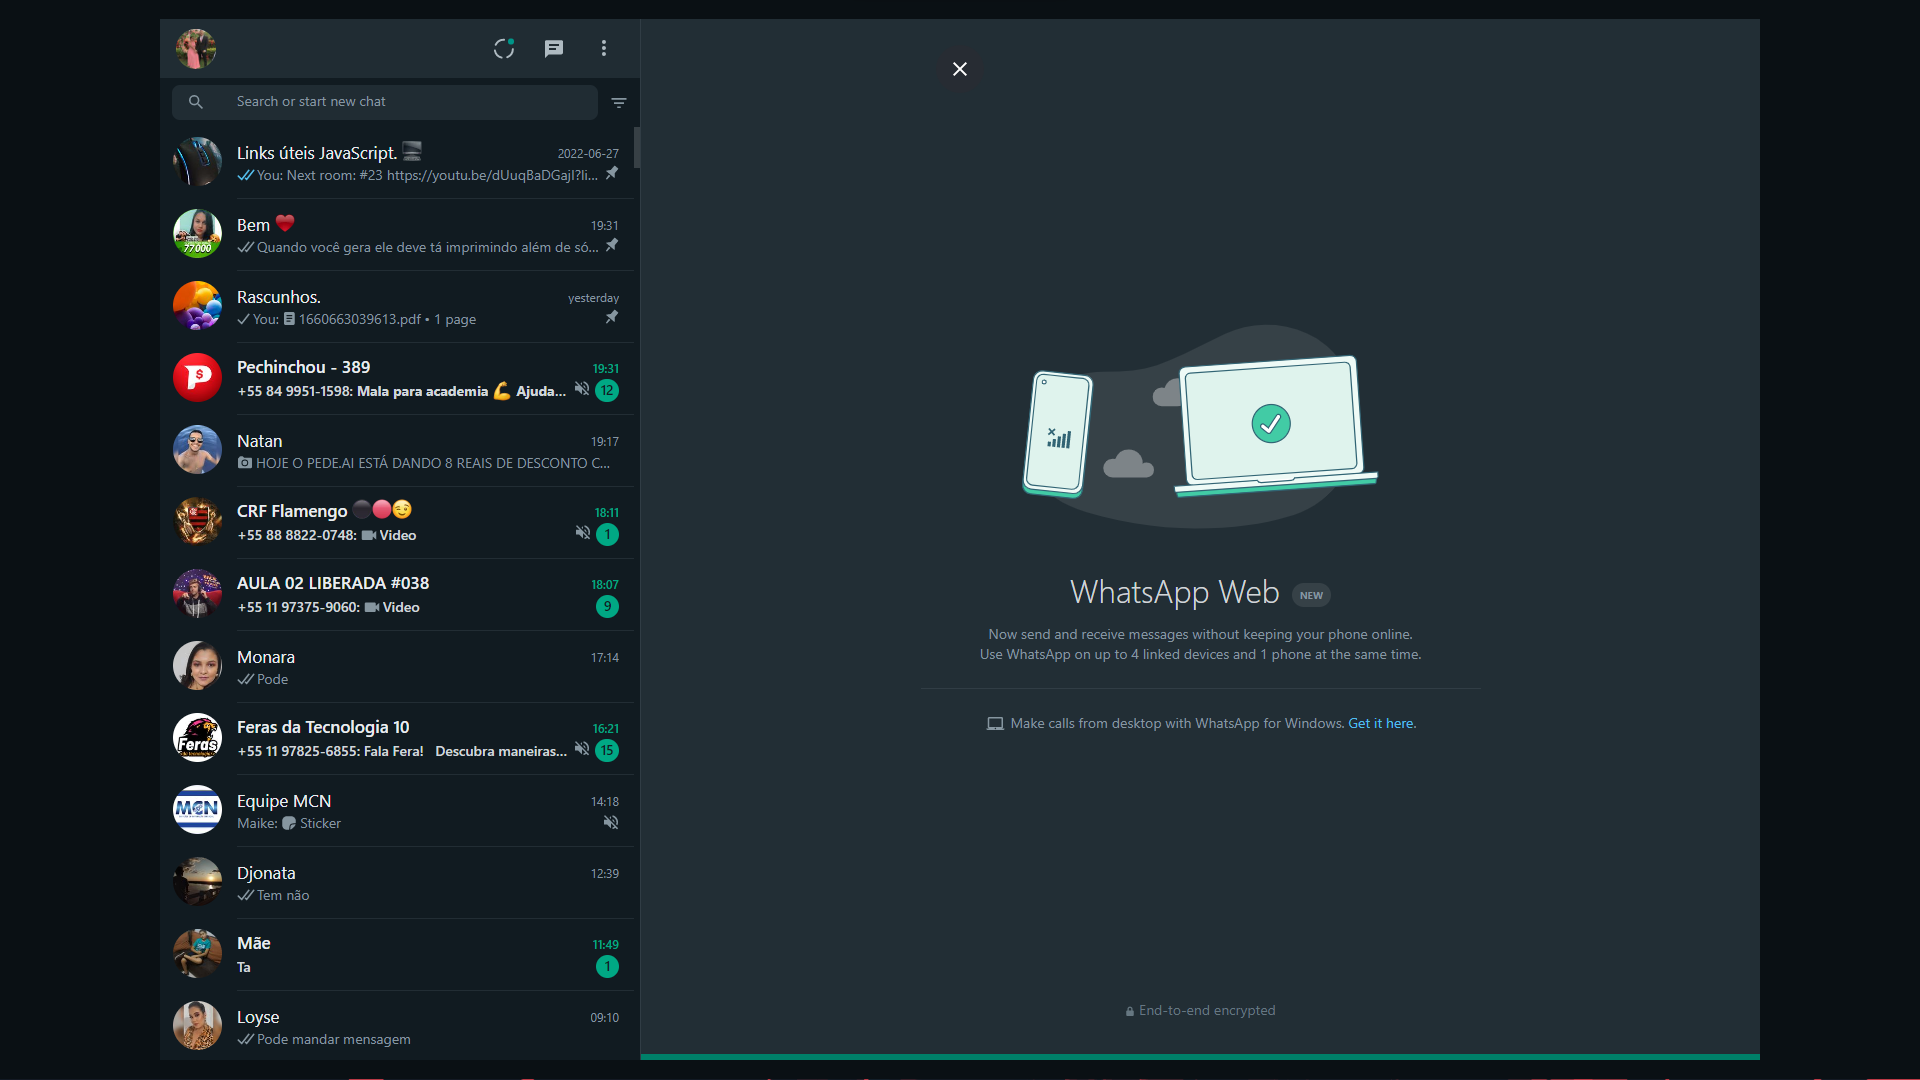 Search or start new chat
Links úteis JavaScript.
2022-06-27
You: Next room: #23 https://youtu.be/dUuqBaDGajI?li...
Bem
19:31
Quando você gera ele deve tá imprimindo além de só...
77000
Rascunhos.
yesterday
You: 1660663039613.pdf • 1 page
Pechinchou - 389
19:31
+55 84 9951-1598: Mala para academia 💪 Ajuda...
12
Natan
19:17
HOJE O PEDE.AI ESTÁ DANDO 8 REAIS DE DESCONTO C...
CRF Flamengo
18:11
+55 88 8822-0748: Video
1
AULA 02 LIBERADA #038
18:07
+55 11 97375-9060: Video
9
Monara
17:14
Pode
Feras da Tecnologia 10
16:21
+55 11 97825-6855: Fala Fera! Descubra maneiras...
15
Feras
Equipe MCN
14:18
Maike: Sticker
MCN
Djonata
12:39
Tem não
Mãe
11:49
Ta
1
Loyse
09:10
Pode mandar mensagem
WhatsApp Web NEW
Now send and receive messages without keeping your phone online.
Use WhatsApp on up to 4 linked devices and 1 phone at the same time.
Make calls from desktop with WhatsApp for Windows. Get it here.
End-to-end encrypted